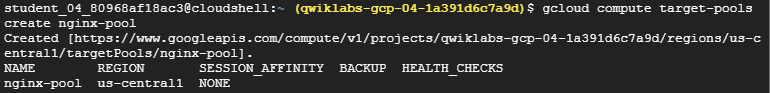 student_04_80968af18ac3@cloudshell:~ (qwiklabs-gcp-04-1a391d6c7a9d)$ gcloud compute target-pools
create nginx-pool
Created [https://www.googleapis.com/compute/v1/projects/qwiklabs-gcp-04-1a391d6c7a9d/regions/us-c
entral1/targetPools/nginx-pool].
NAME        REGION       SESSION_AFFINITY  BACKUP  HEALTH_CHECKS
nginx-pool  us-central1  NONE